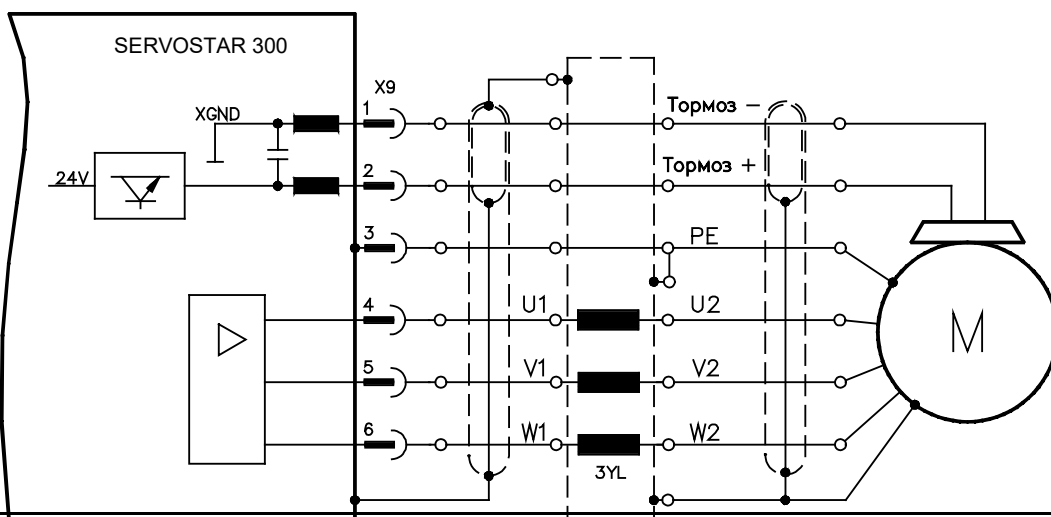 SERVOSTAR 300
X9
XGND
1
Тормоз -
24V
2
Тормоз +
3
PE
4
U1
U2
5
V1
V2
M
6
W1
W2
3YL